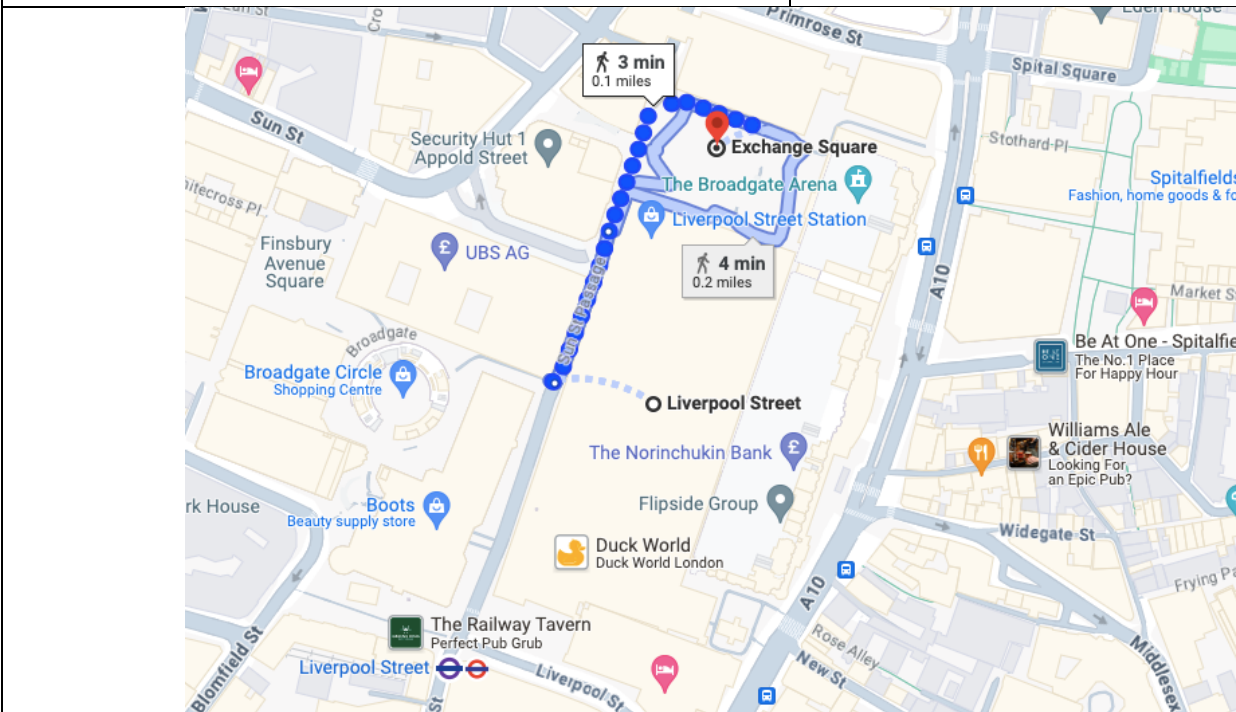 Sun St
Cro
Primrose St
Eden House
3 min
0.1 miles
Spital Square
Sun St
Security Hut 1
Appold Street
Exchange Square
Stothard Pl
The Broadgate Arena
Spitalfields
Fashion, home goods & fo
hitecross Pl
Liverpool Street Station
Finsbury
Avenue
Square
UBS AG
4 min
0.2 miles
A10
Market S
Sun St Passage
Broadgate
Be At One - Spitalfie
The No.1 Place
For Happy Hour
Broadgate Circle
Shopping Centre
Liverpool Street
Williams Ale
& Cider House
Looking For
an Epic Pub?
The Norinchukin Bank
rk House
Boots
Beauty supply store
Flipside Group
Widegate St
Duck World
Duck World London
Frying Pa
A10
The Railway Tavern
Perfect Pub Grub
Rose Alley
Liverpool Street
Blomfield St
Liverpool St
New St
Middlesex
St